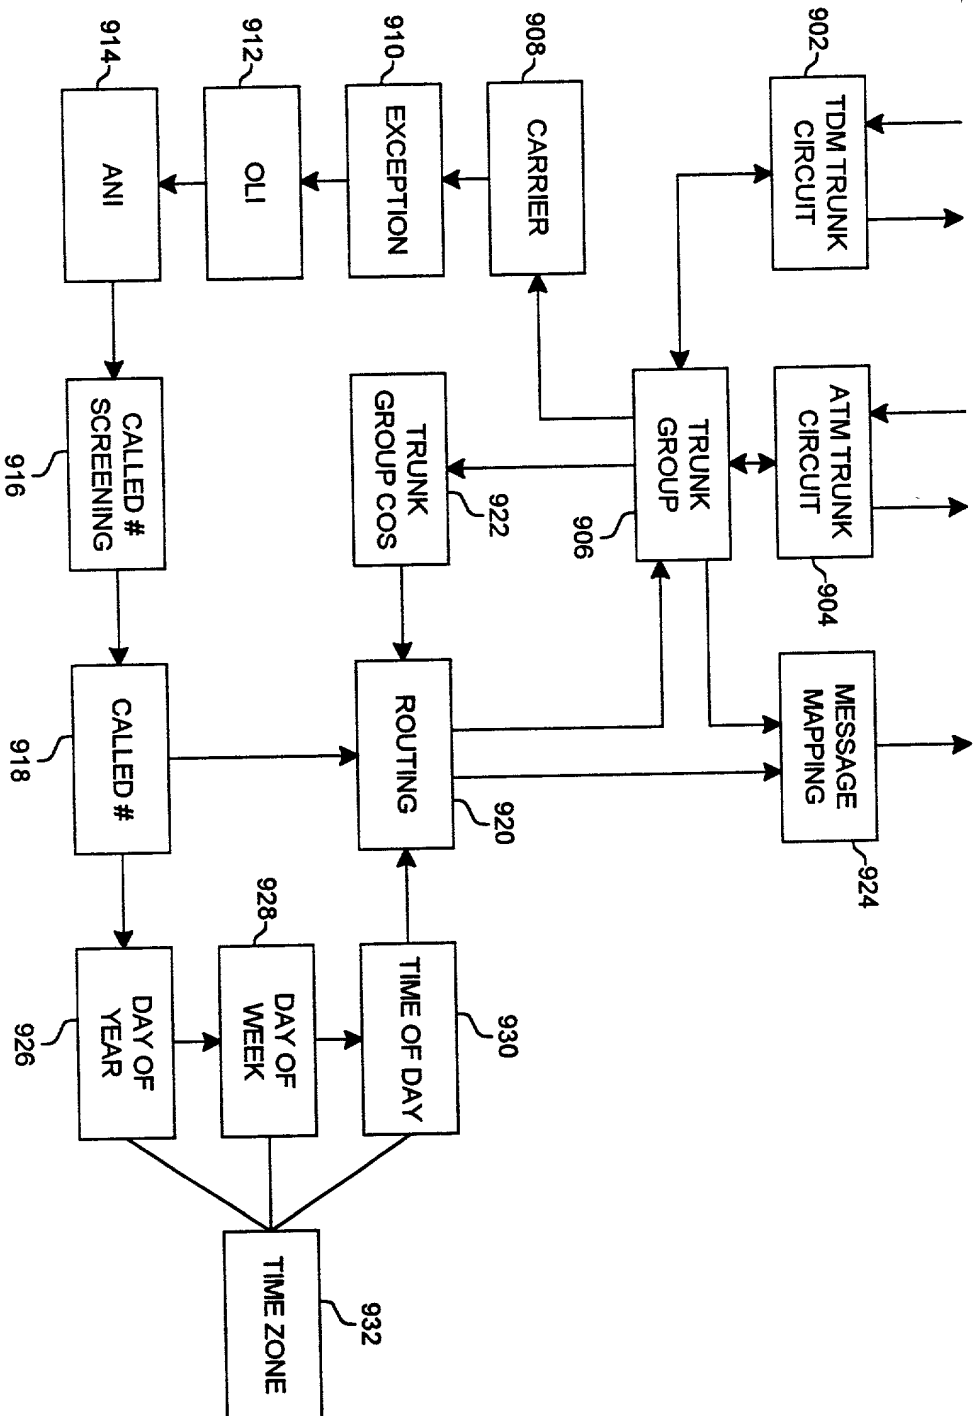 902
TDM TRUNK
CIRCUIT
ATM TRUNK
CIRCUIT
904
MESSAGE
MAPPING
924
TRUNK
GROUP
906
908
CARRIER
910
EXCEPTION
912
OLI
914
ANI
TRUNK
GROUP COS
922
ROUTING
920
TIME OF DAY
930
928
DAY OF
WEEK
TIME ZONE
932
CALLED #
SCREENING
916
CALLED #
918
DAY OF
YEAR
926